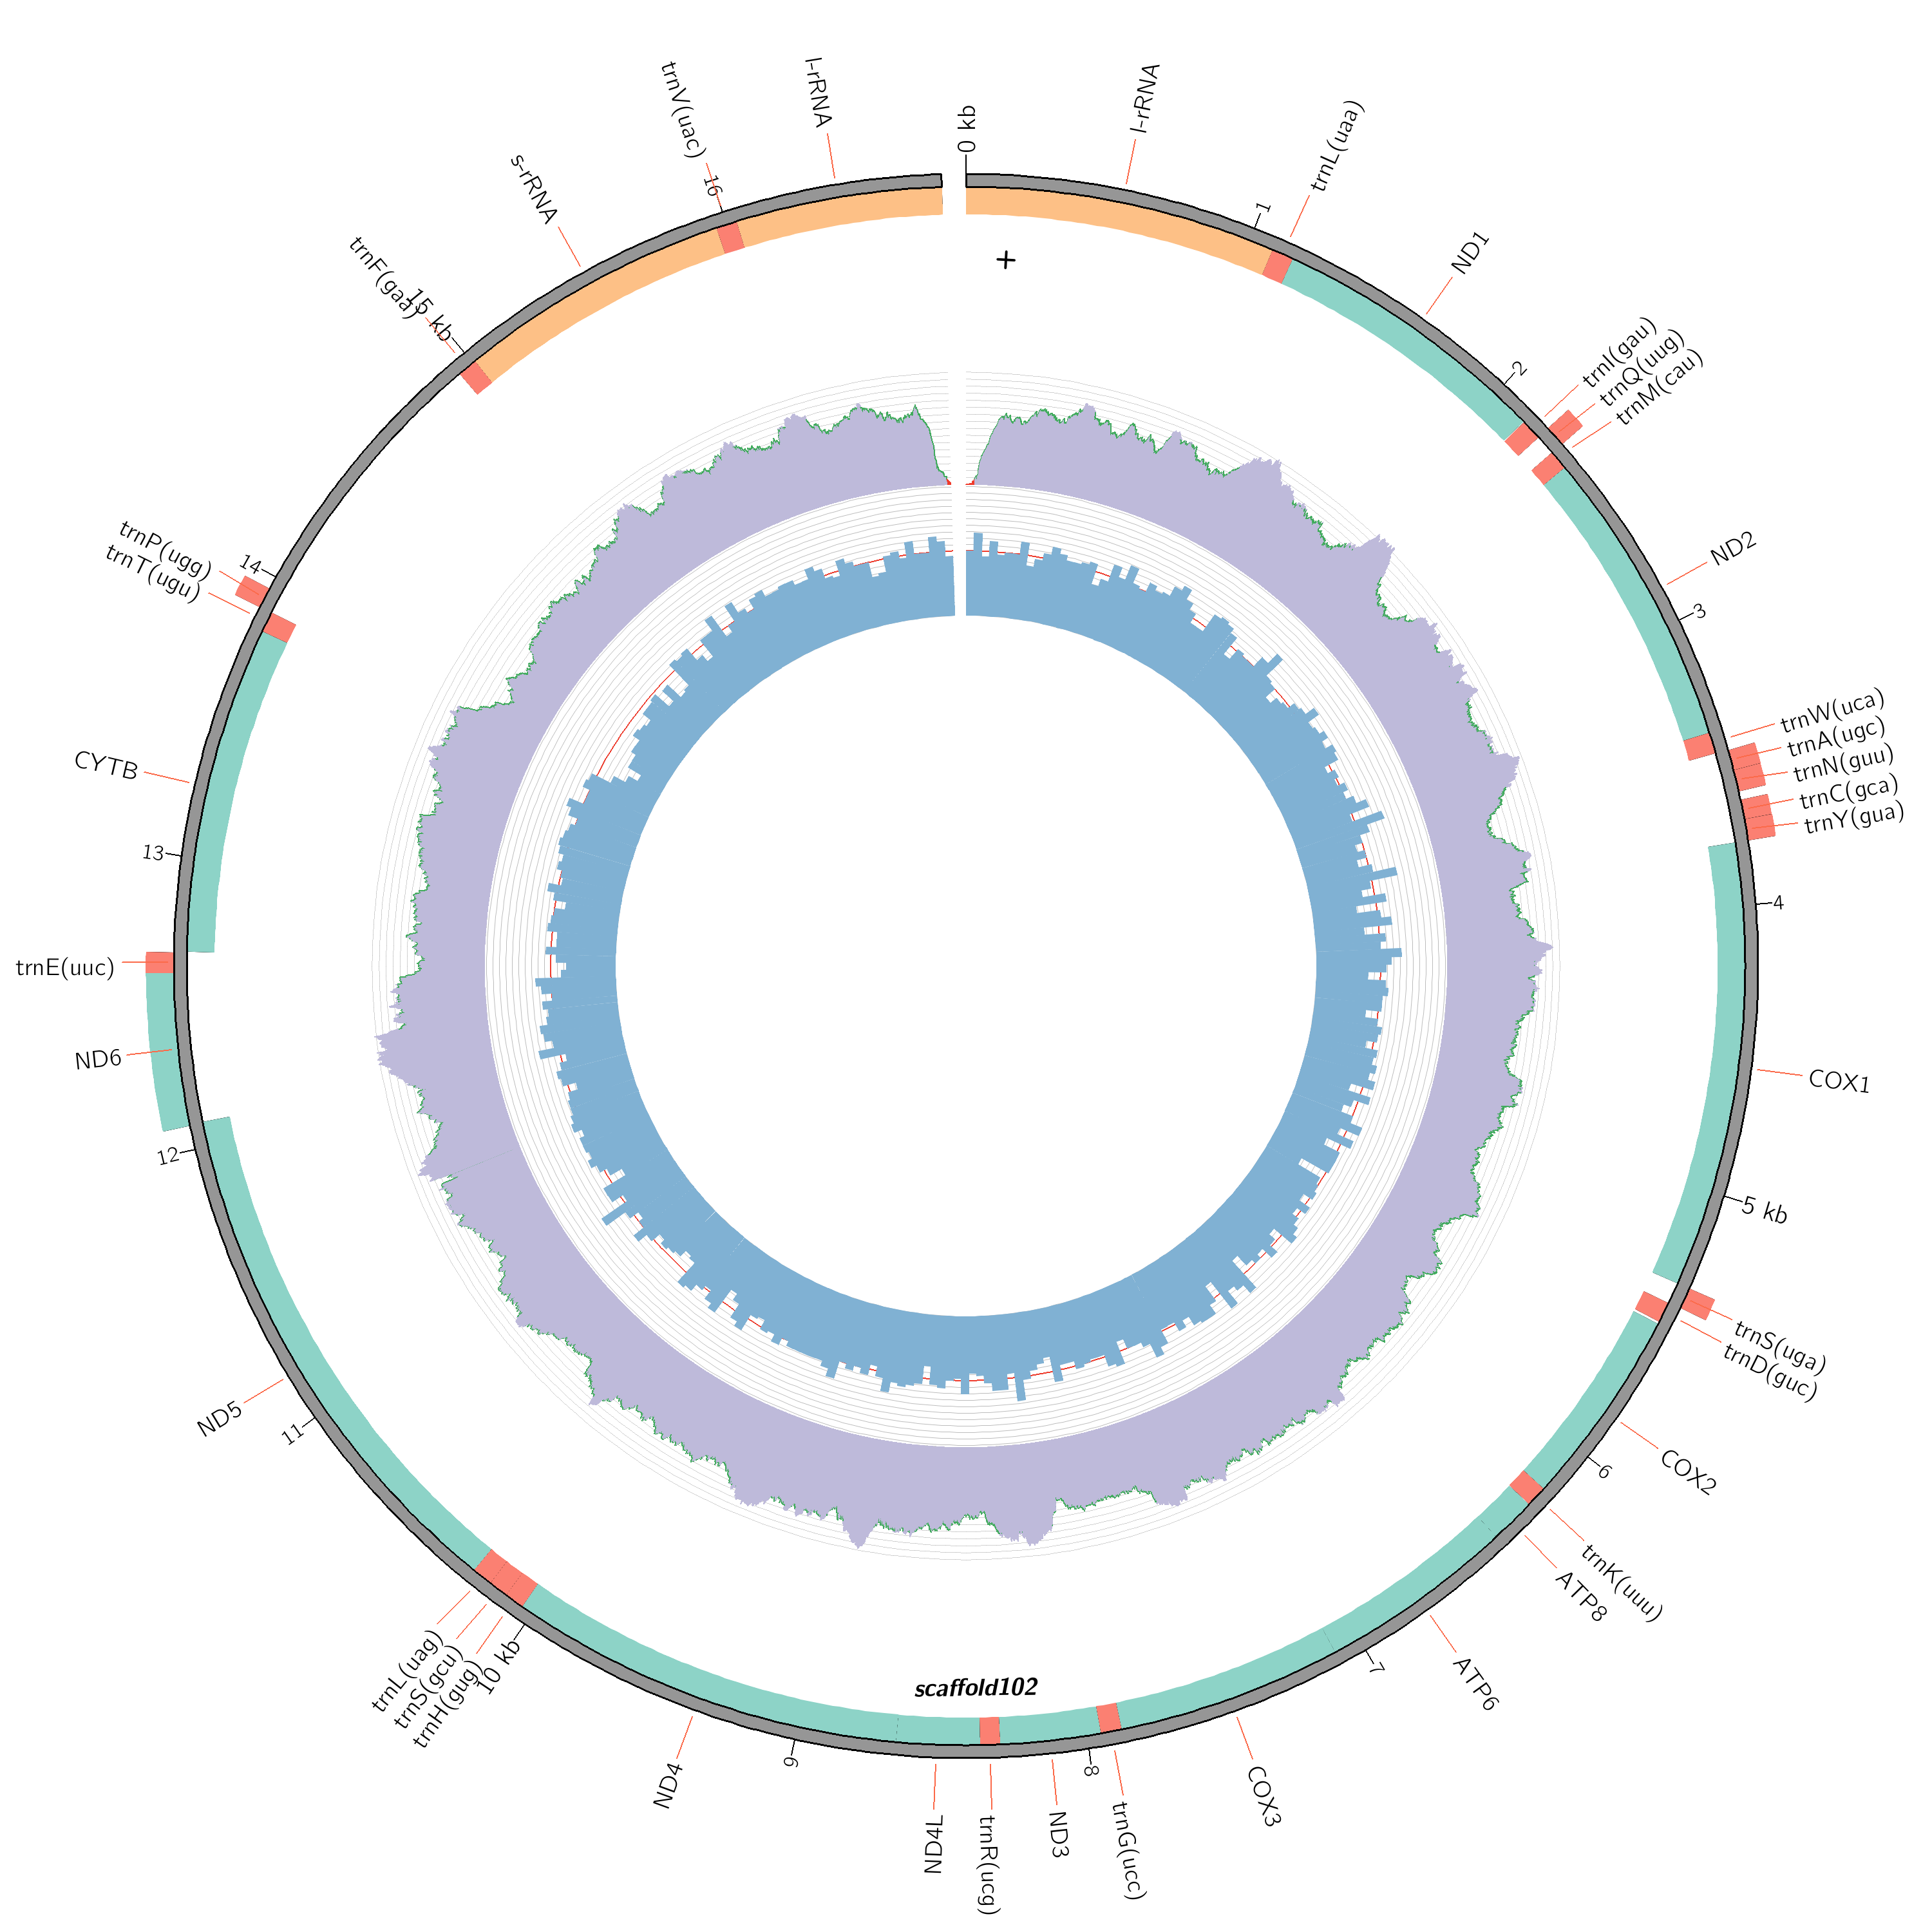 0 kb
l-rRNA
1
trnL(uaa)
ND1
2
trnI(gau)
trnQ(uug)
trnM(cau)
ND2
3
trnW(uca)
trnA(ugc)
trnN(guu)
trnC(gca)
trnY(gua)
4
COX1
5 kb
trnS(uga)
trnD(guc)
COX2
6
trnK(uuu)
ATP8
ATP6
7
COX3
trnG(ucc)
8
ND3
trnR(ucg)
ND4L
9
ND4
10 kb
trnH(gug)
trnS(gcu)
trnL(uag)
11
ND5
12
ND6
trnE(uuc)
13
CYTB
trnT(ugu)
trnP(ugg)
14
trnF(gaa)
15 kb
s-rRNA
trnV(uac)
16
l-rRNA
+
scaffold102